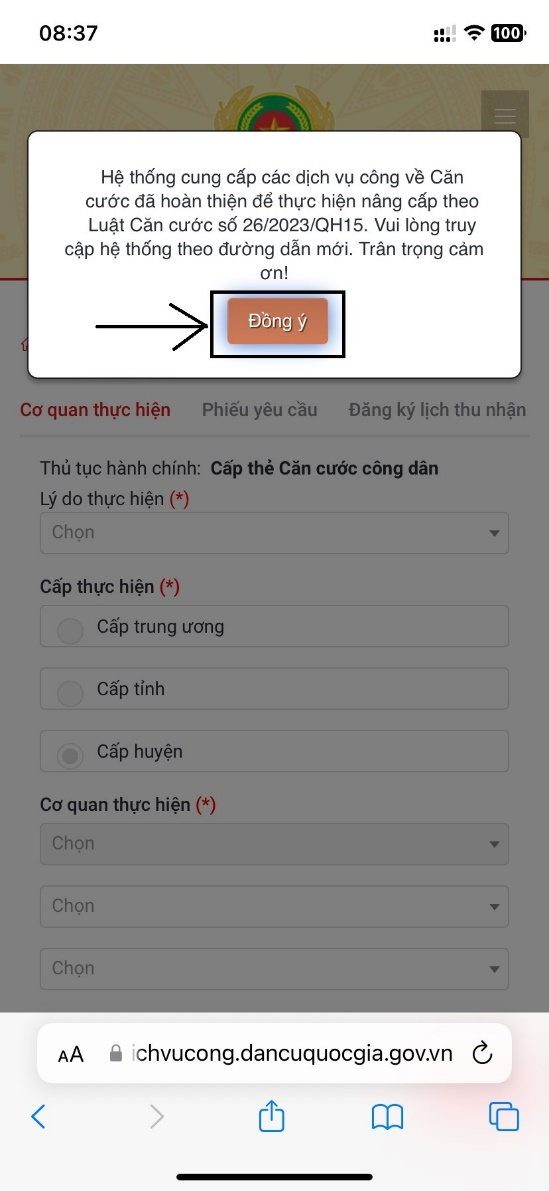 08:37
100
Hệ thống cung cấp các dịch vụ công về Căn
cước đã hoàn thiện để thực hiện nâng cấp theo
Luật Căn cước số 26/2023/QH15. Vui lòng truy
cập hệ thống theo đường dẫn mới. Trân trọng cảm
ơn!
Đồng ý
Cơ quan thực hiện Phiếu yêu cầu Đăng ký lịch thu nhận
Thủ tục hành chính: Cấp thẻ Căn cước công dân
Lý do thực hiện (*)
Chọn
Cấp thực hiện (*)
Cấp trung ương
Cấp tỉnh
Cấp huyện
Cơ quan thực hiện (*)
Chọn
Chọn
Chọn
AA ichvucong.dancuquocgia.gov.vn